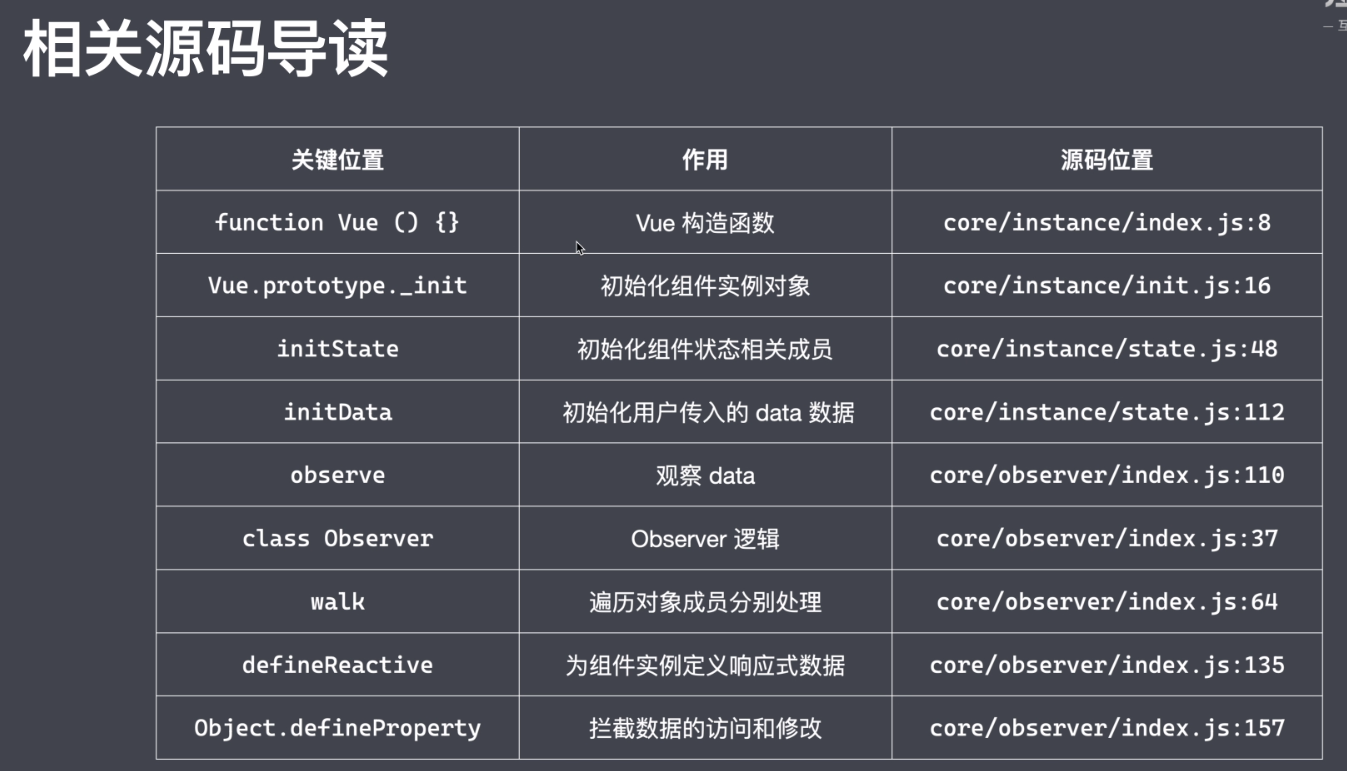 相关源码导读
关键位置 作用 源码位置
function Vue () {} Vue 构造函数 core/instance/index.js:8
Vue.prototype._init 初始化组件实例对象 core/instance/init.js:16
initState 初始化组件状态相关成员 core/instance/state.js:48
initData 初始化用户传入的 data 数据 core/instance/state.js:112
observe 观察 data core/observer/index.js:110
class Observer Observer 逻辑 core/observer/index.js:37
walk 遍历对象成员分别处理 core/observer/index.js:64
defineReactive 为组件实例定义响应式数据 core/observer/index.js:135
Object.defineProperty 拦截数据的访问和修改 core/observer/index.js:157